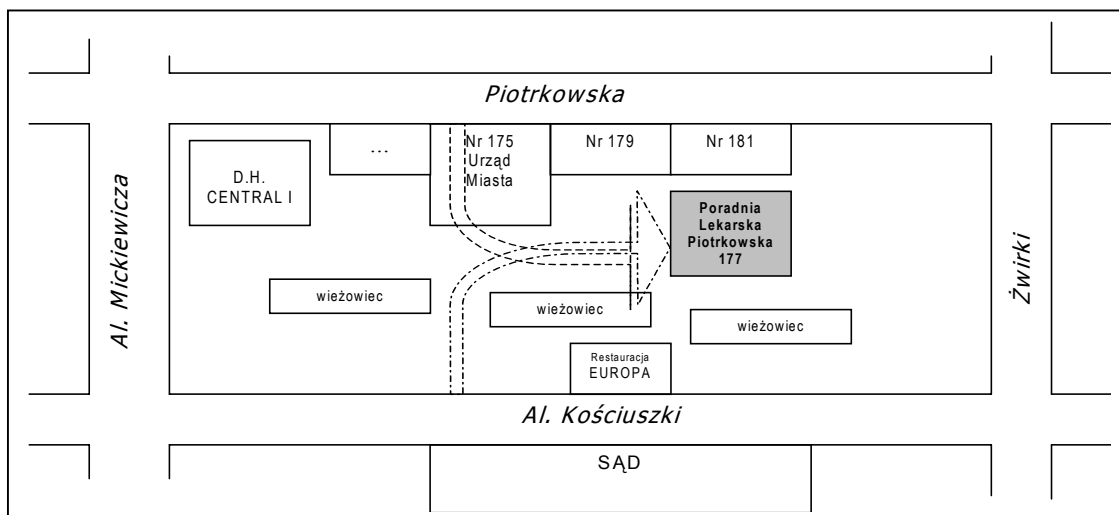 Piotrkowska
...
Nr 175
Urząd
Miasta
Nr 179
Nr 181
D.H.
CENTRAL I
Poradnia
Lekarska
Piotrkowska
177
Al. Mickiewicza
Żwirki
wieżowiec
wieżowiec
wieżowiec
Restauracja
EUROPA
Al. Kościuszki
SĄD